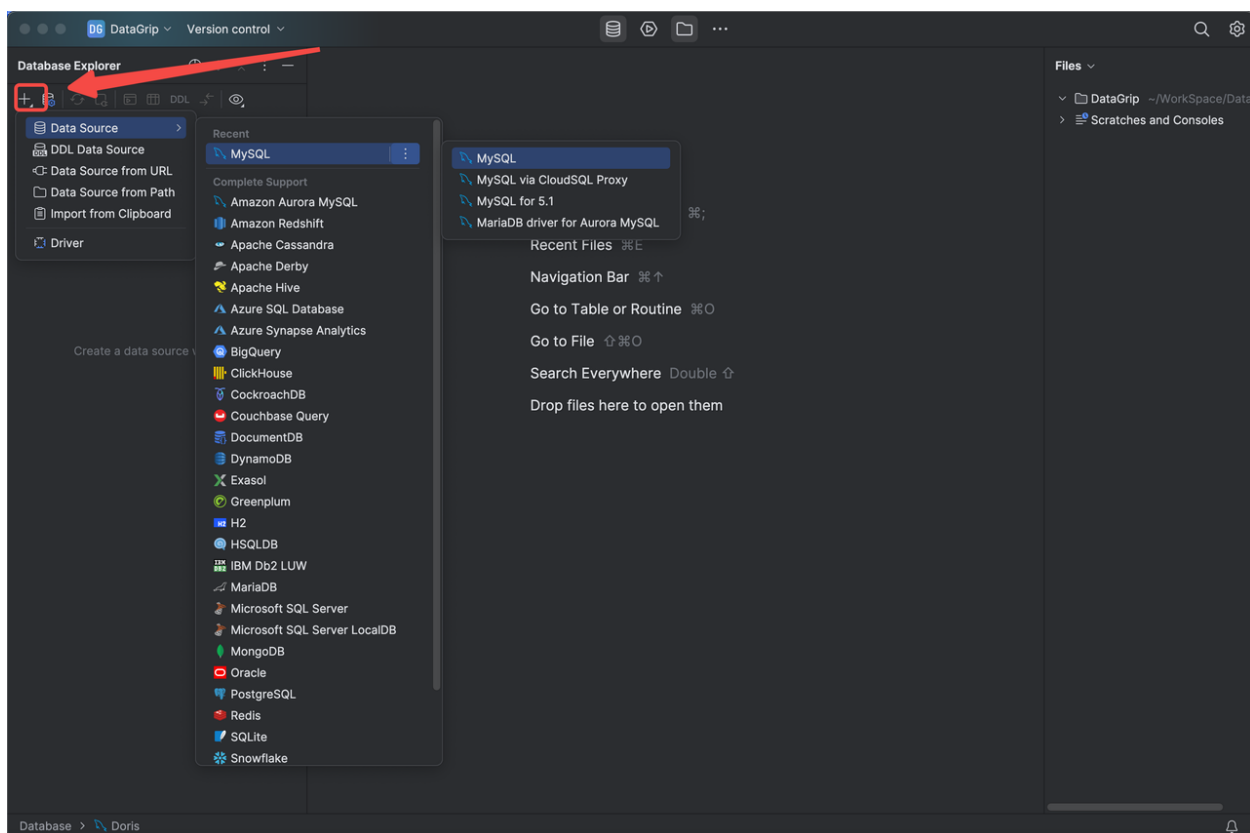 DG DataGrip Version control
Database Explorer
DDL
Data Source
DDL Data Source
Data Source from URL
Data Source from Path
Import from Clipboard
Driver
Create a data source
Recent
MySQL
Complete Support
Amazon Aurora MySQL
Amazon Redshift
Apache Cassandra
Apache Derby
Apache Hive
Azure SQL Database
Azure Synapse Analytics
BigQuery
ClickHouse
CockroachDB
Couchbase Query
DocumentDB
DynamoDB
Exasol
Greenplum
H2
HSQLDB
IBM Db2 LUW
MariaDB
Microsoft SQL Server
Microsoft SQL Server LocalDB
MongoDB
Oracle
PostgreSQL
Redis
SQLite
Snowflake
MySQL
MySQL via CloudSQL Proxy
MySQL for 5.1
MariaDB driver for Aurora MySQL
⌘;
Recent Files ⌘E
Navigation Bar ⌘↑
Go to Table or Routine ⌘O
Go to File ⇧⌘O
Search Everywhere Double ⇧
Drop files here to open them
Files
DataGrip ~/WorkSpace/Data
Scratches and Consoles
Database > Doris